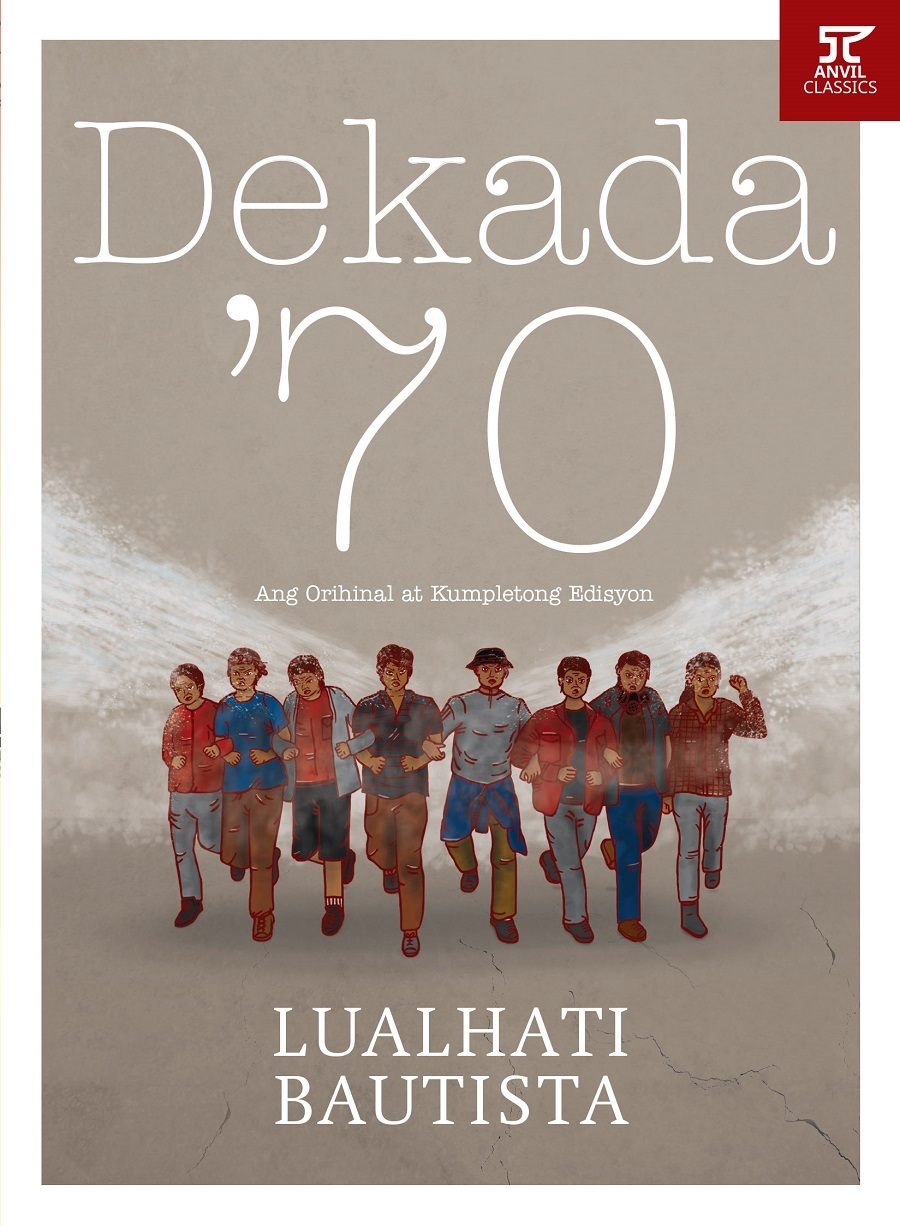 ANVIL
CLASSICS
Dekada
’70
Ang Orihinal at Kumpletong Edisyon
LUALHATI
BAUTISTA